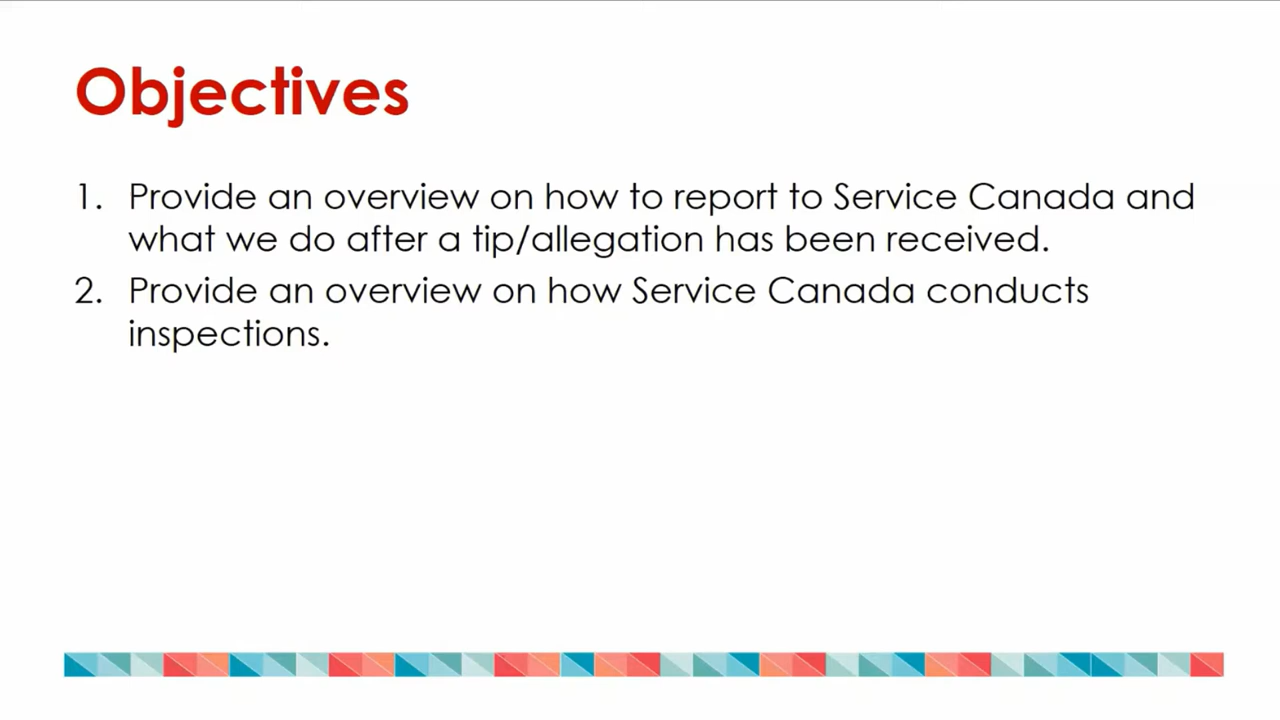 Objectives
1. Provide an overview on how to report to Service Canada and
what we do after a tip/allegation has been received.
2. Provide an overview on how Service Canada conducts
inspections.